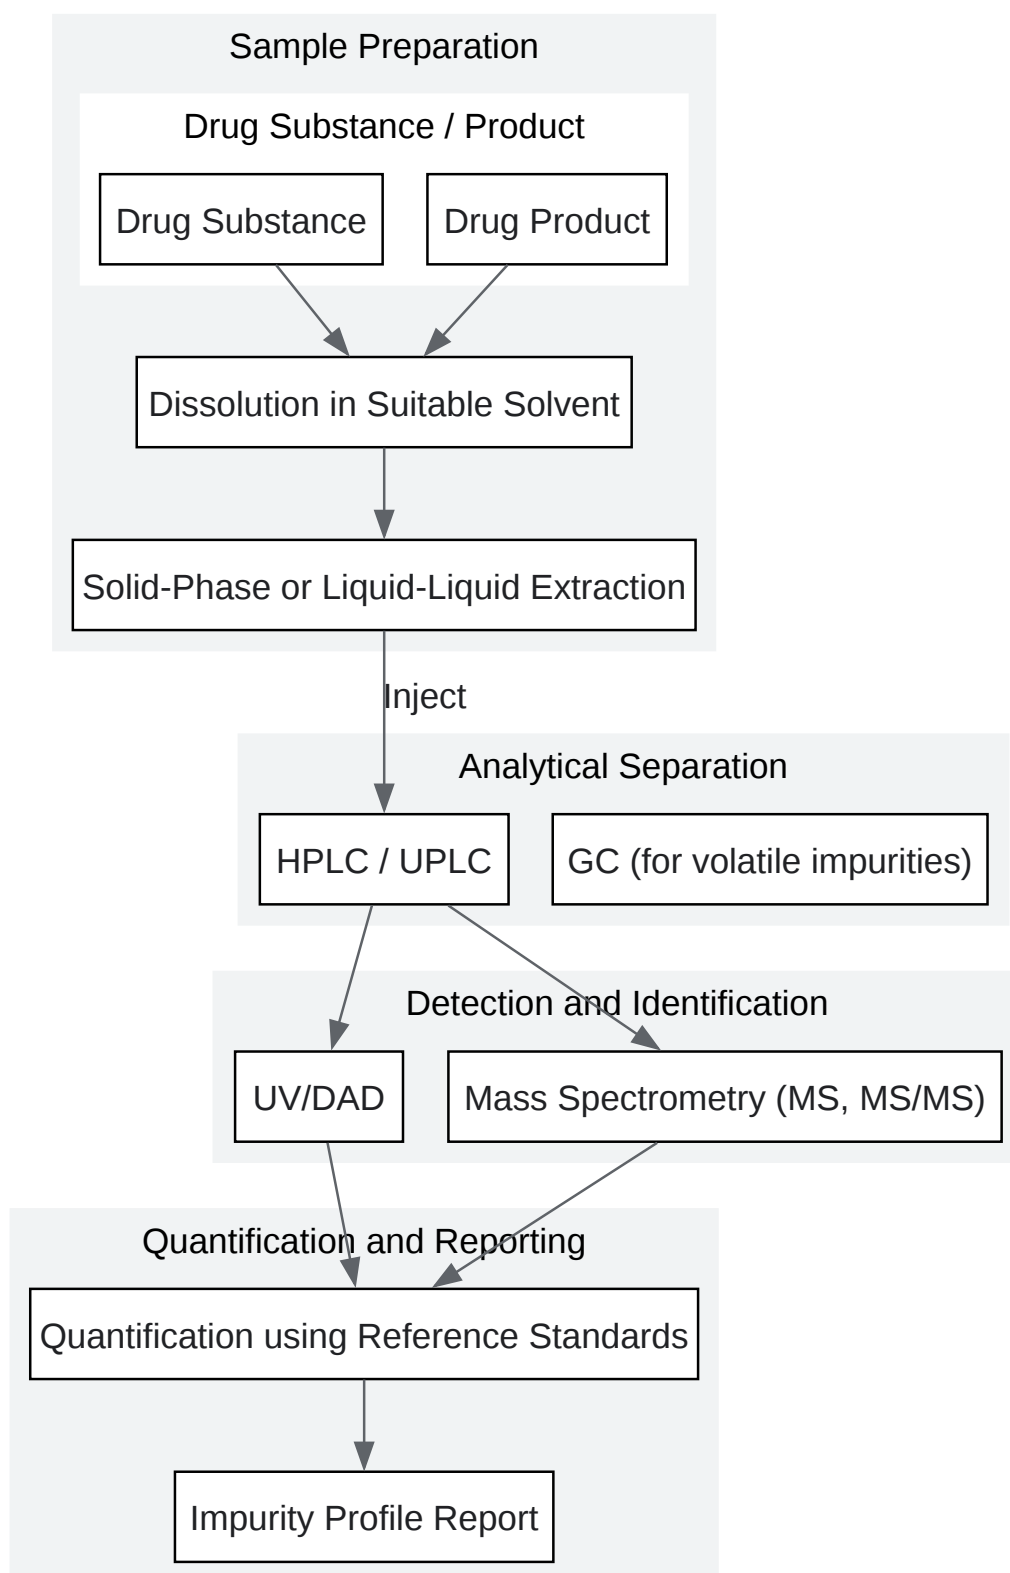 Sample Preparation
Drug Substance / Product
Drug Substance
Drug Product
Dissolution in Suitable Solvent
Solid-Phase or Liquid-Liquid Extraction
Inject
Analytical Separation
HPLC / UPLC
GC (for volatile impurities)
Detection and Identification
UV/DAD
Mass Spectrometry (MS, MS/MS)
Quantification and Reporting
Quantification using Reference Standards
Impurity Profile Report